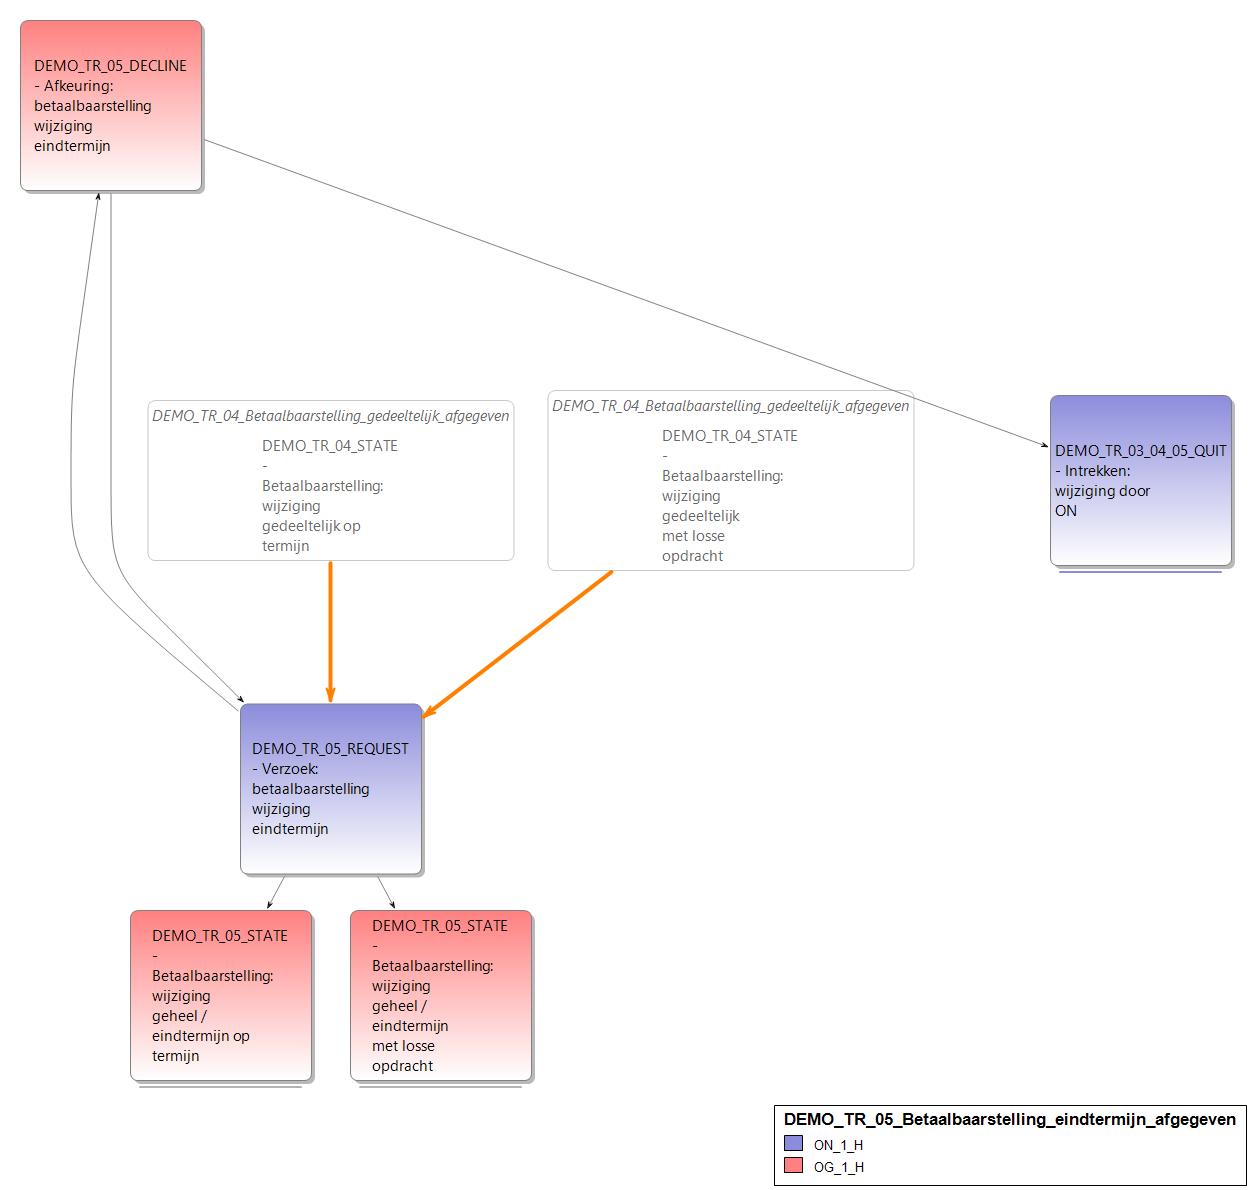 DEMO_TR_05_DECLINE
- Afkeuring:
betaalbaarstelling
wijziging
eindtermijn
DEMO_TR_04_Betaalbaarstelling_gedeeltelijk_afgegeven
DEMO_TR_04_STATE
-
Betaalbaarstelling:
wijziging
gedeeltelijk op
termijn
DEMO_TR_04_Betaalbaarstelling_gedeeltelijk_afgegeven
DEMO_TR_04_STATE
-
Betaalbaarstelling:
wijziging
gedeeltelijk
met losse
opdracht
DEMO_TR_03_04_05_QUIT
- Intrekken:
wijziging door
ON
DEMO_TR_05_REQUEST
- Verzoek:
betaalbaarstelling
wijziging
eindtermijn
DEMO_TR_05_STATE
-
Betaalbaarstelling:
wijziging
geheel /
eindtermijn op
termijn
DEMO_TR_05_STATE
-
Betaalbaarstelling:
wijziging
geheel /
eindtermijn
met losse
opdracht
DEMO_TR_05_Betaalbaarstelling_eindtermijn_afgegeven
ON_1_H
OG_1_H